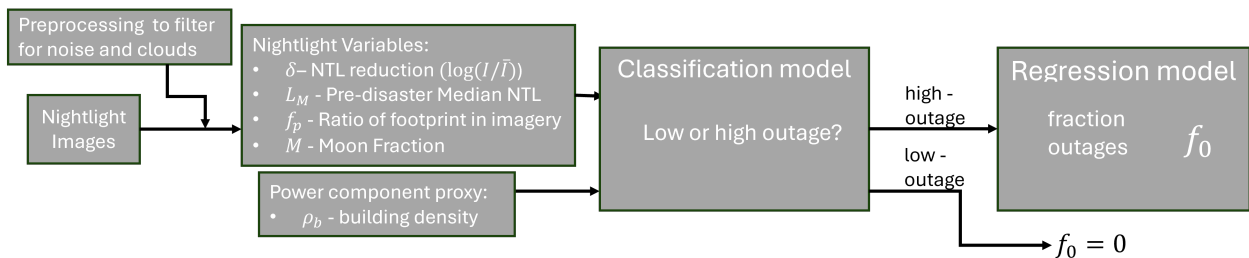 Preprocessing to filter
for noise and clouds
Nightlight
Images
Nightlight Variables:
• δ– NTL reduction (log(I/Ī))
• L_M - Pre-disaster Median NTL
• f_p - Ratio of footprint in imagery
• M - Moon Fraction
Power component proxy:
• ρ_b - building density
Classification model
Low or high outage?
high -
outage
low -
outage
Regression model
fraction
outages
f_0
f_0 = 0